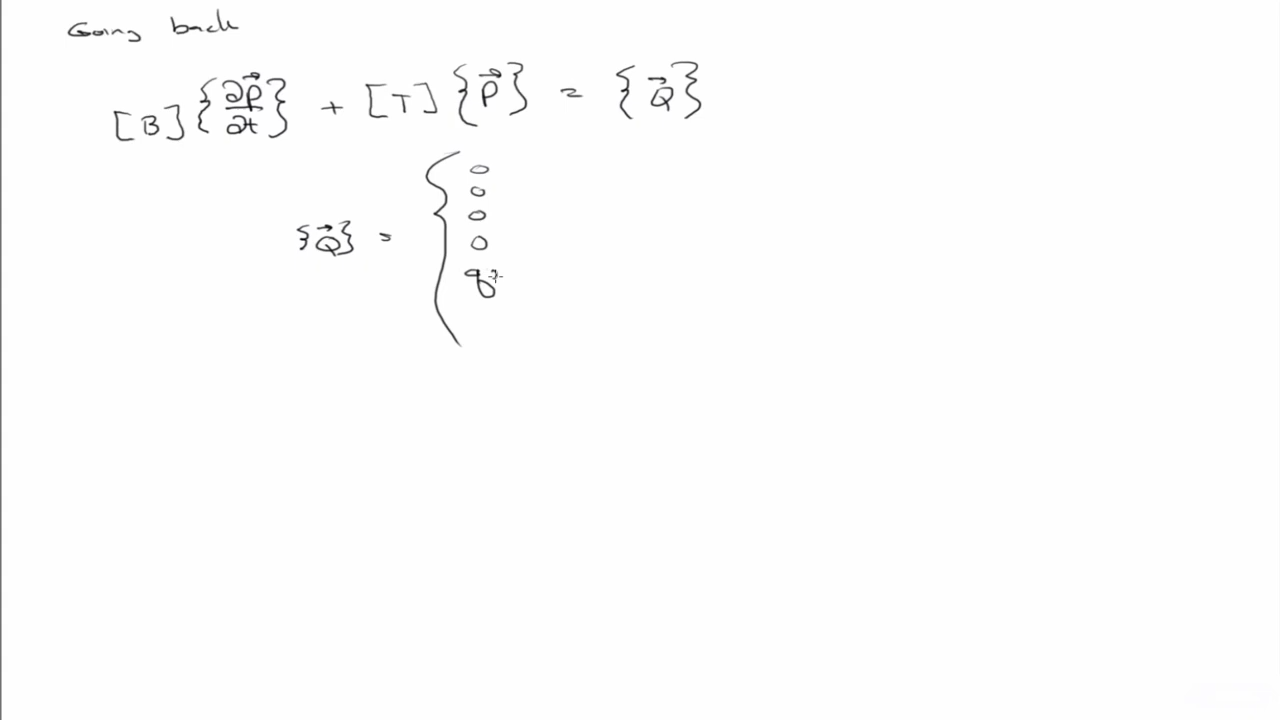 Going back
[B]{∂p⃗/∂t} + [T]{P⃗} = {Q⃗}
{Q⃗} = {
0
0
0
0
q